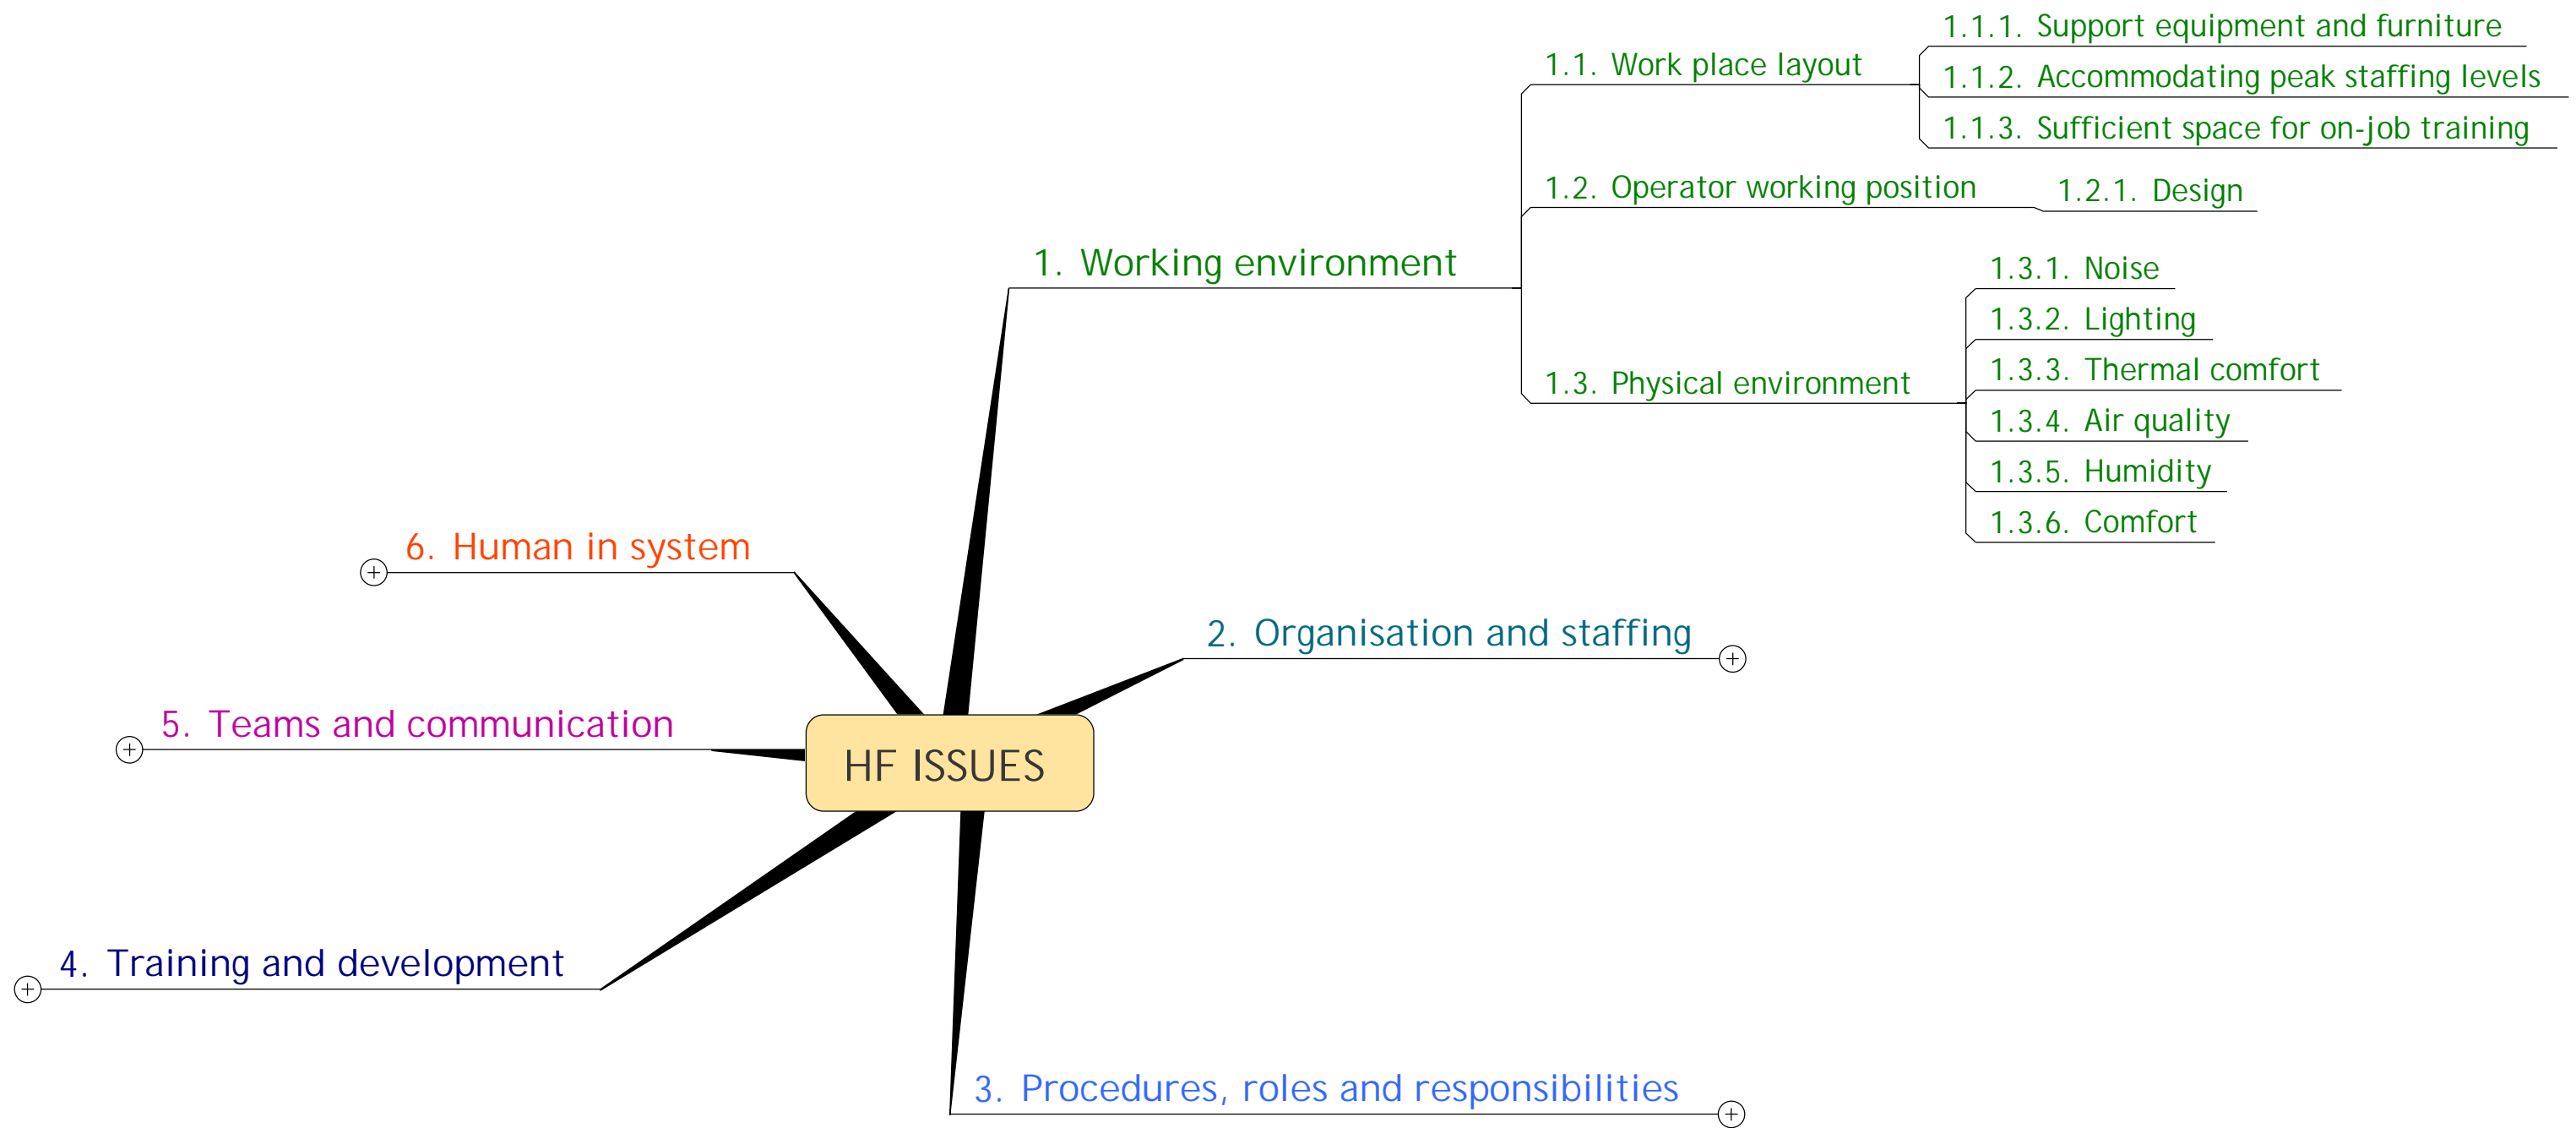 HF ISSUES
1. Working environment
1.1. Work place layout
1.1.1. Support equipment and furniture
1.1.2. Accommodating peak staffing levels
1.1.3. Sufficient space for on-job training
1.2. Operator working position
1.2.1. Design
1.3. Physical environment
1.3.1. Noise
1.3.2. Lighting
1.3.3. Thermal comfort
1.3.4. Air quality
1.3.5. Humidity
1.3.6. Comfort
2. Organisation and staffing
3. Procedures, roles and responsibilities
4. Training and development
5. Teams and communication
6. Human in system